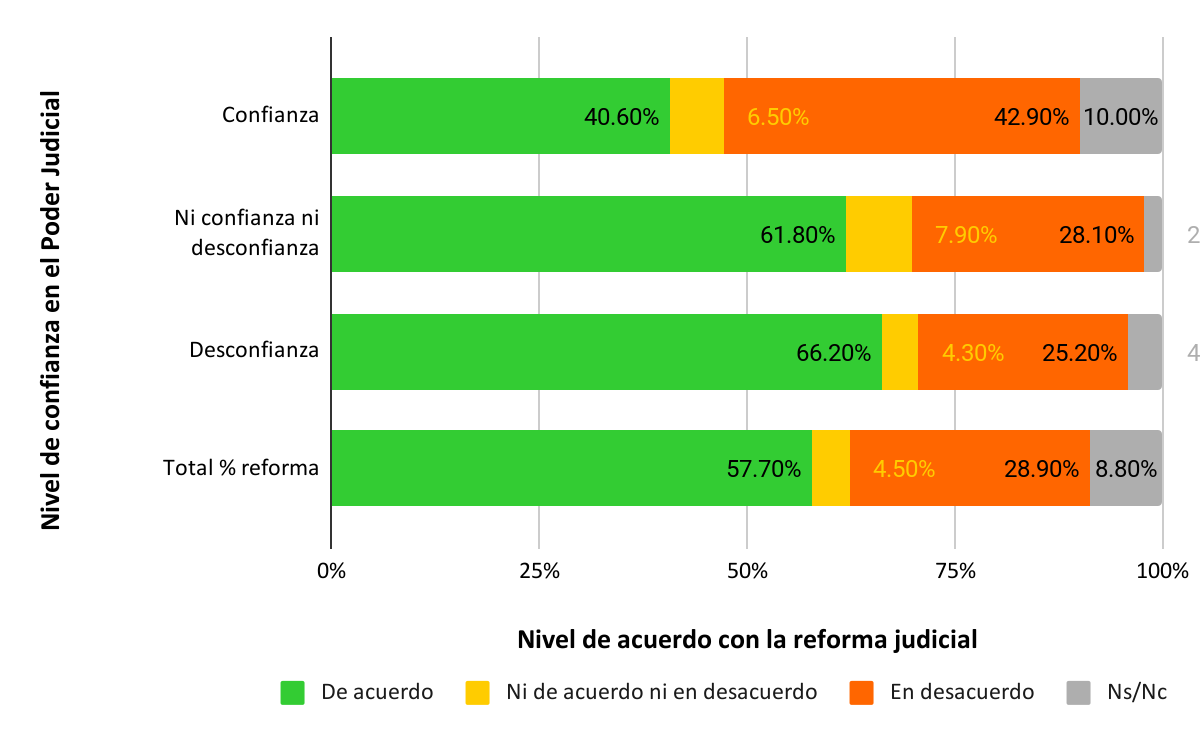 Nivel de confianza en el Poder Judicial
Confianza
40.60%
6.50%
42.90%
10.00%
Ni confianza ni
desconfianza
61.80%
7.90%
28.10%
2
Desconfianza
66.20%
4.30%
25.20%
4
Total % reforma
57.70%
4.50%
28.90%
8.80%
0%
25%
50%
75%
100%
Nivel de acuerdo con la reforma judicial
De acuerdo
Ni de acuerdo ni en desacuerdo
En desacuerdo
Ns/Nc